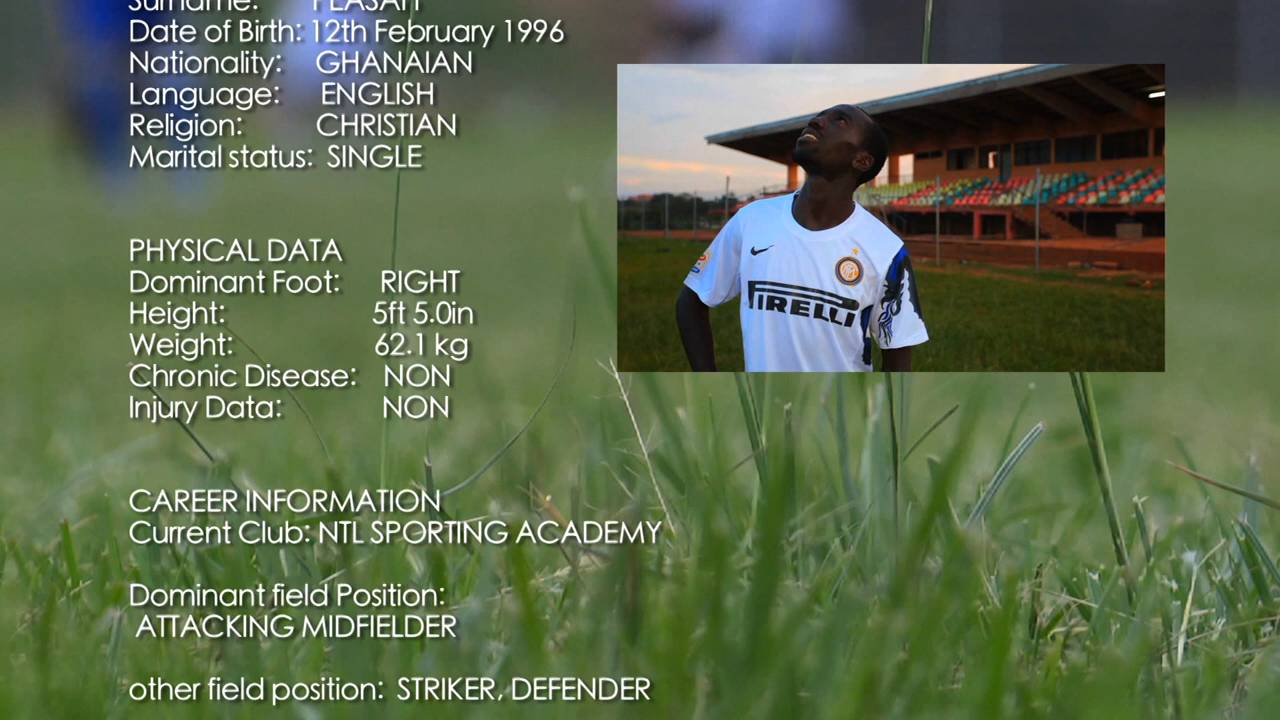 Surname: PEASAH
Date of Birth: 12th February 1996
Nationality: GHANAIAN
Language: ENGLISH
Religion: CHRISTIAN
Marital status: SINGLE
PHYSICAL DATA
Dominant Foot: RIGHT
Height: 5ft 5.0in
Weight: 62.1 kg
Chronic Disease: NON
Injury Data: NON
CAREER INFORMATION
Current Club: NTL SPORTING ACADEMY
Dominant field Position:
ATTACKING MIDFIELDER
other field position: STRIKER, DEFENDER
PIRELLI